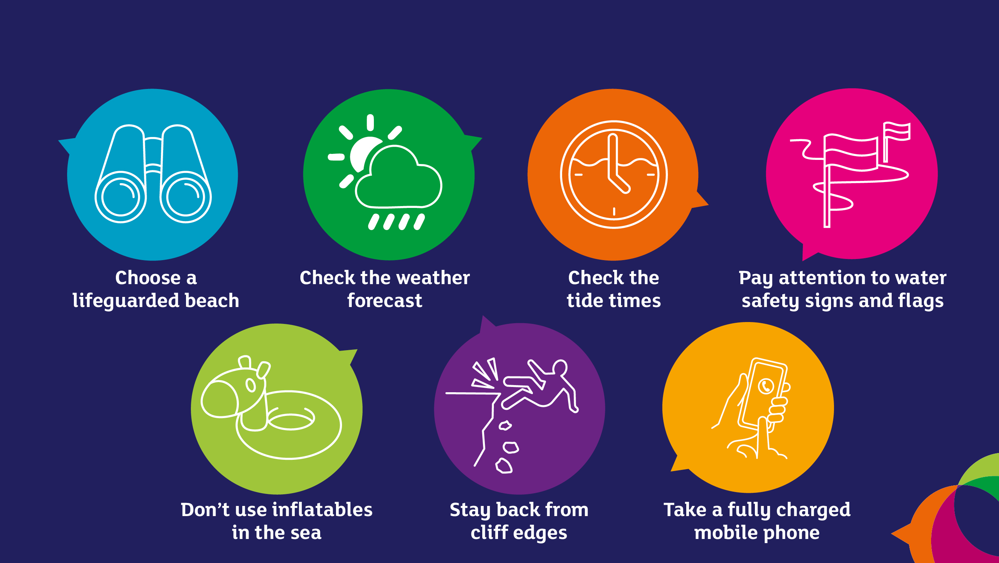 Choose a
lifeguarded beach
Check the weather
forecast
Check the
tide times
Pay attention to water
safety signs and flags
Don’t use inflatables
in the sea
Stay back from
cliff edges
Take a fully charged
mobile phone